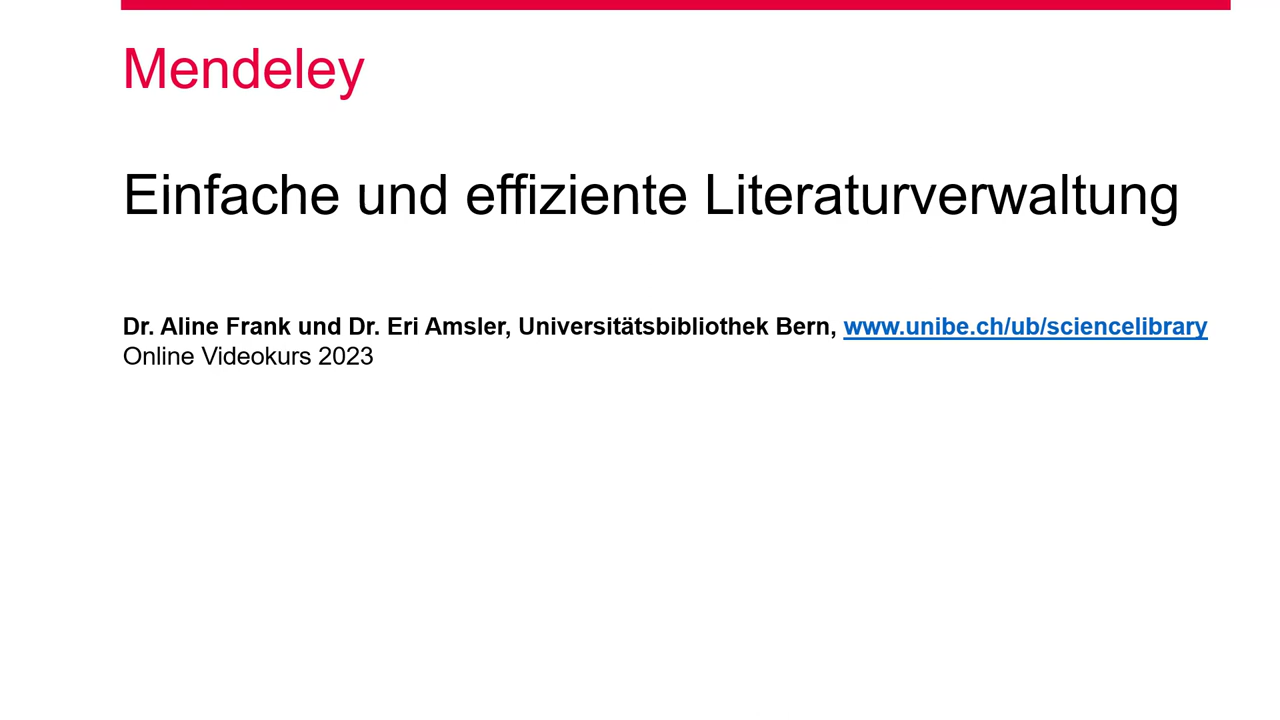 Mendeley
Einfache und effiziente Literaturverwaltung
Dr. Aline Frank und Dr. Eri Amsler, Universitätsbibliothek Bern, www.unibe.ch/ub/sciencelibrary
Online Videokurs 2023